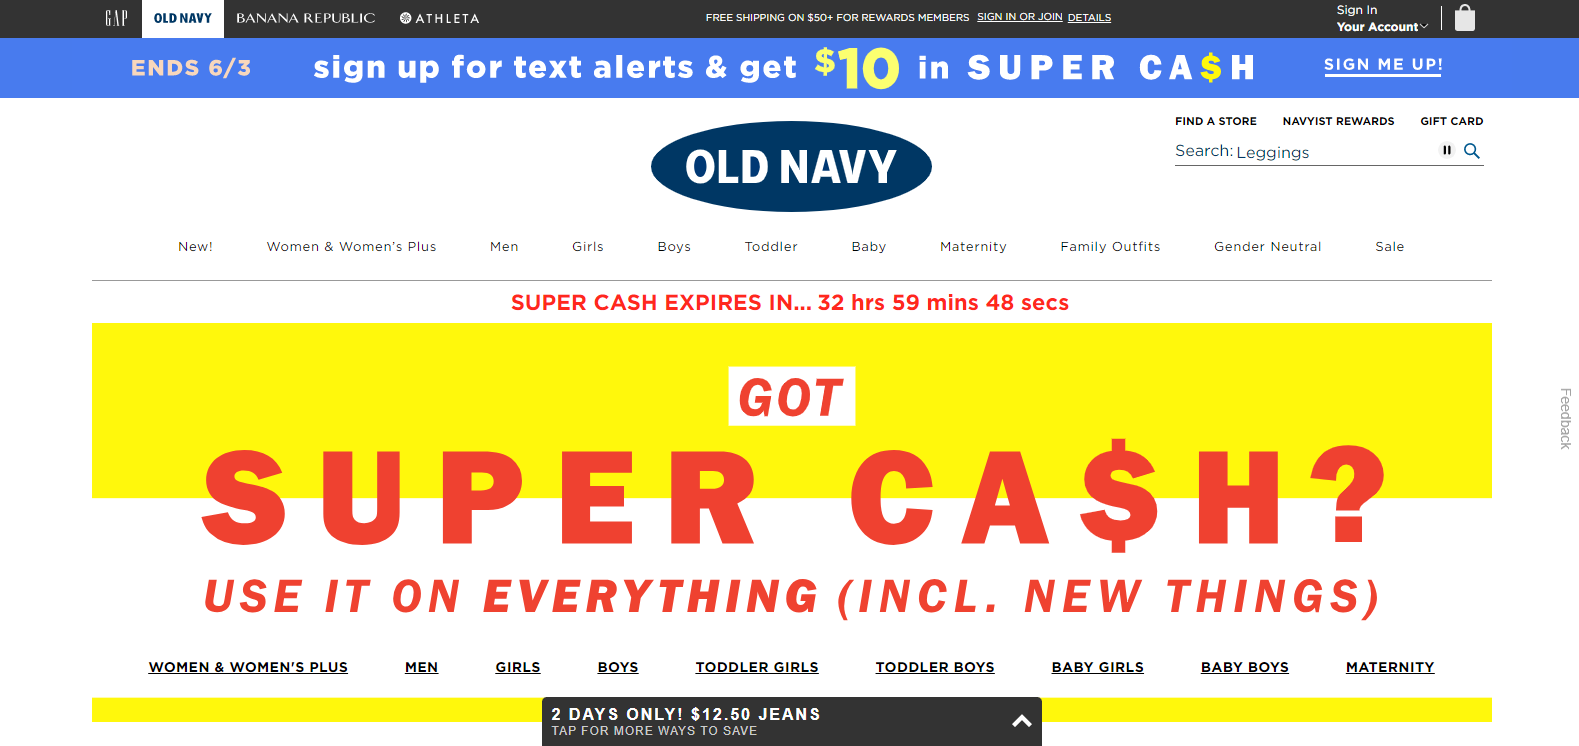 GAP OLD NAVY BANANA REPUBLIC ATHLETA FREE SHIPPING ON $50+ FOR REWARDS MEMBERS SIGN IN OR JOIN DETAILS
Sign In
Your Account
ENDS 6/3 sign up for text alerts & get $10 in SUPER CA$H SIGN ME UP!
FIND A STORE NAVYIST REWARDS GIFT CARD
Search: Leggings
OLD NAVY
New! Women & Women's Plus Men Girls Boys Toddler Baby Maternity Family Outfits Gender Neutral Sale
SUPER CASH EXPIRES IN... 32 hrs 59 mins 48 secs
GOT
SUPER CA$H?
USE IT ON EVERYTHING (INCL. NEW THINGS)
Feedback
WOMEN & WOMEN'S PLUS MEN GIRLS BOYS TODDLER GIRLS TODDLER BOYS BABY GIRLS BABY BOYS MATERNITY
2 DAYS ONLY! $12.50 JEANS
TAP FOR MORE WAYS TO SAVE